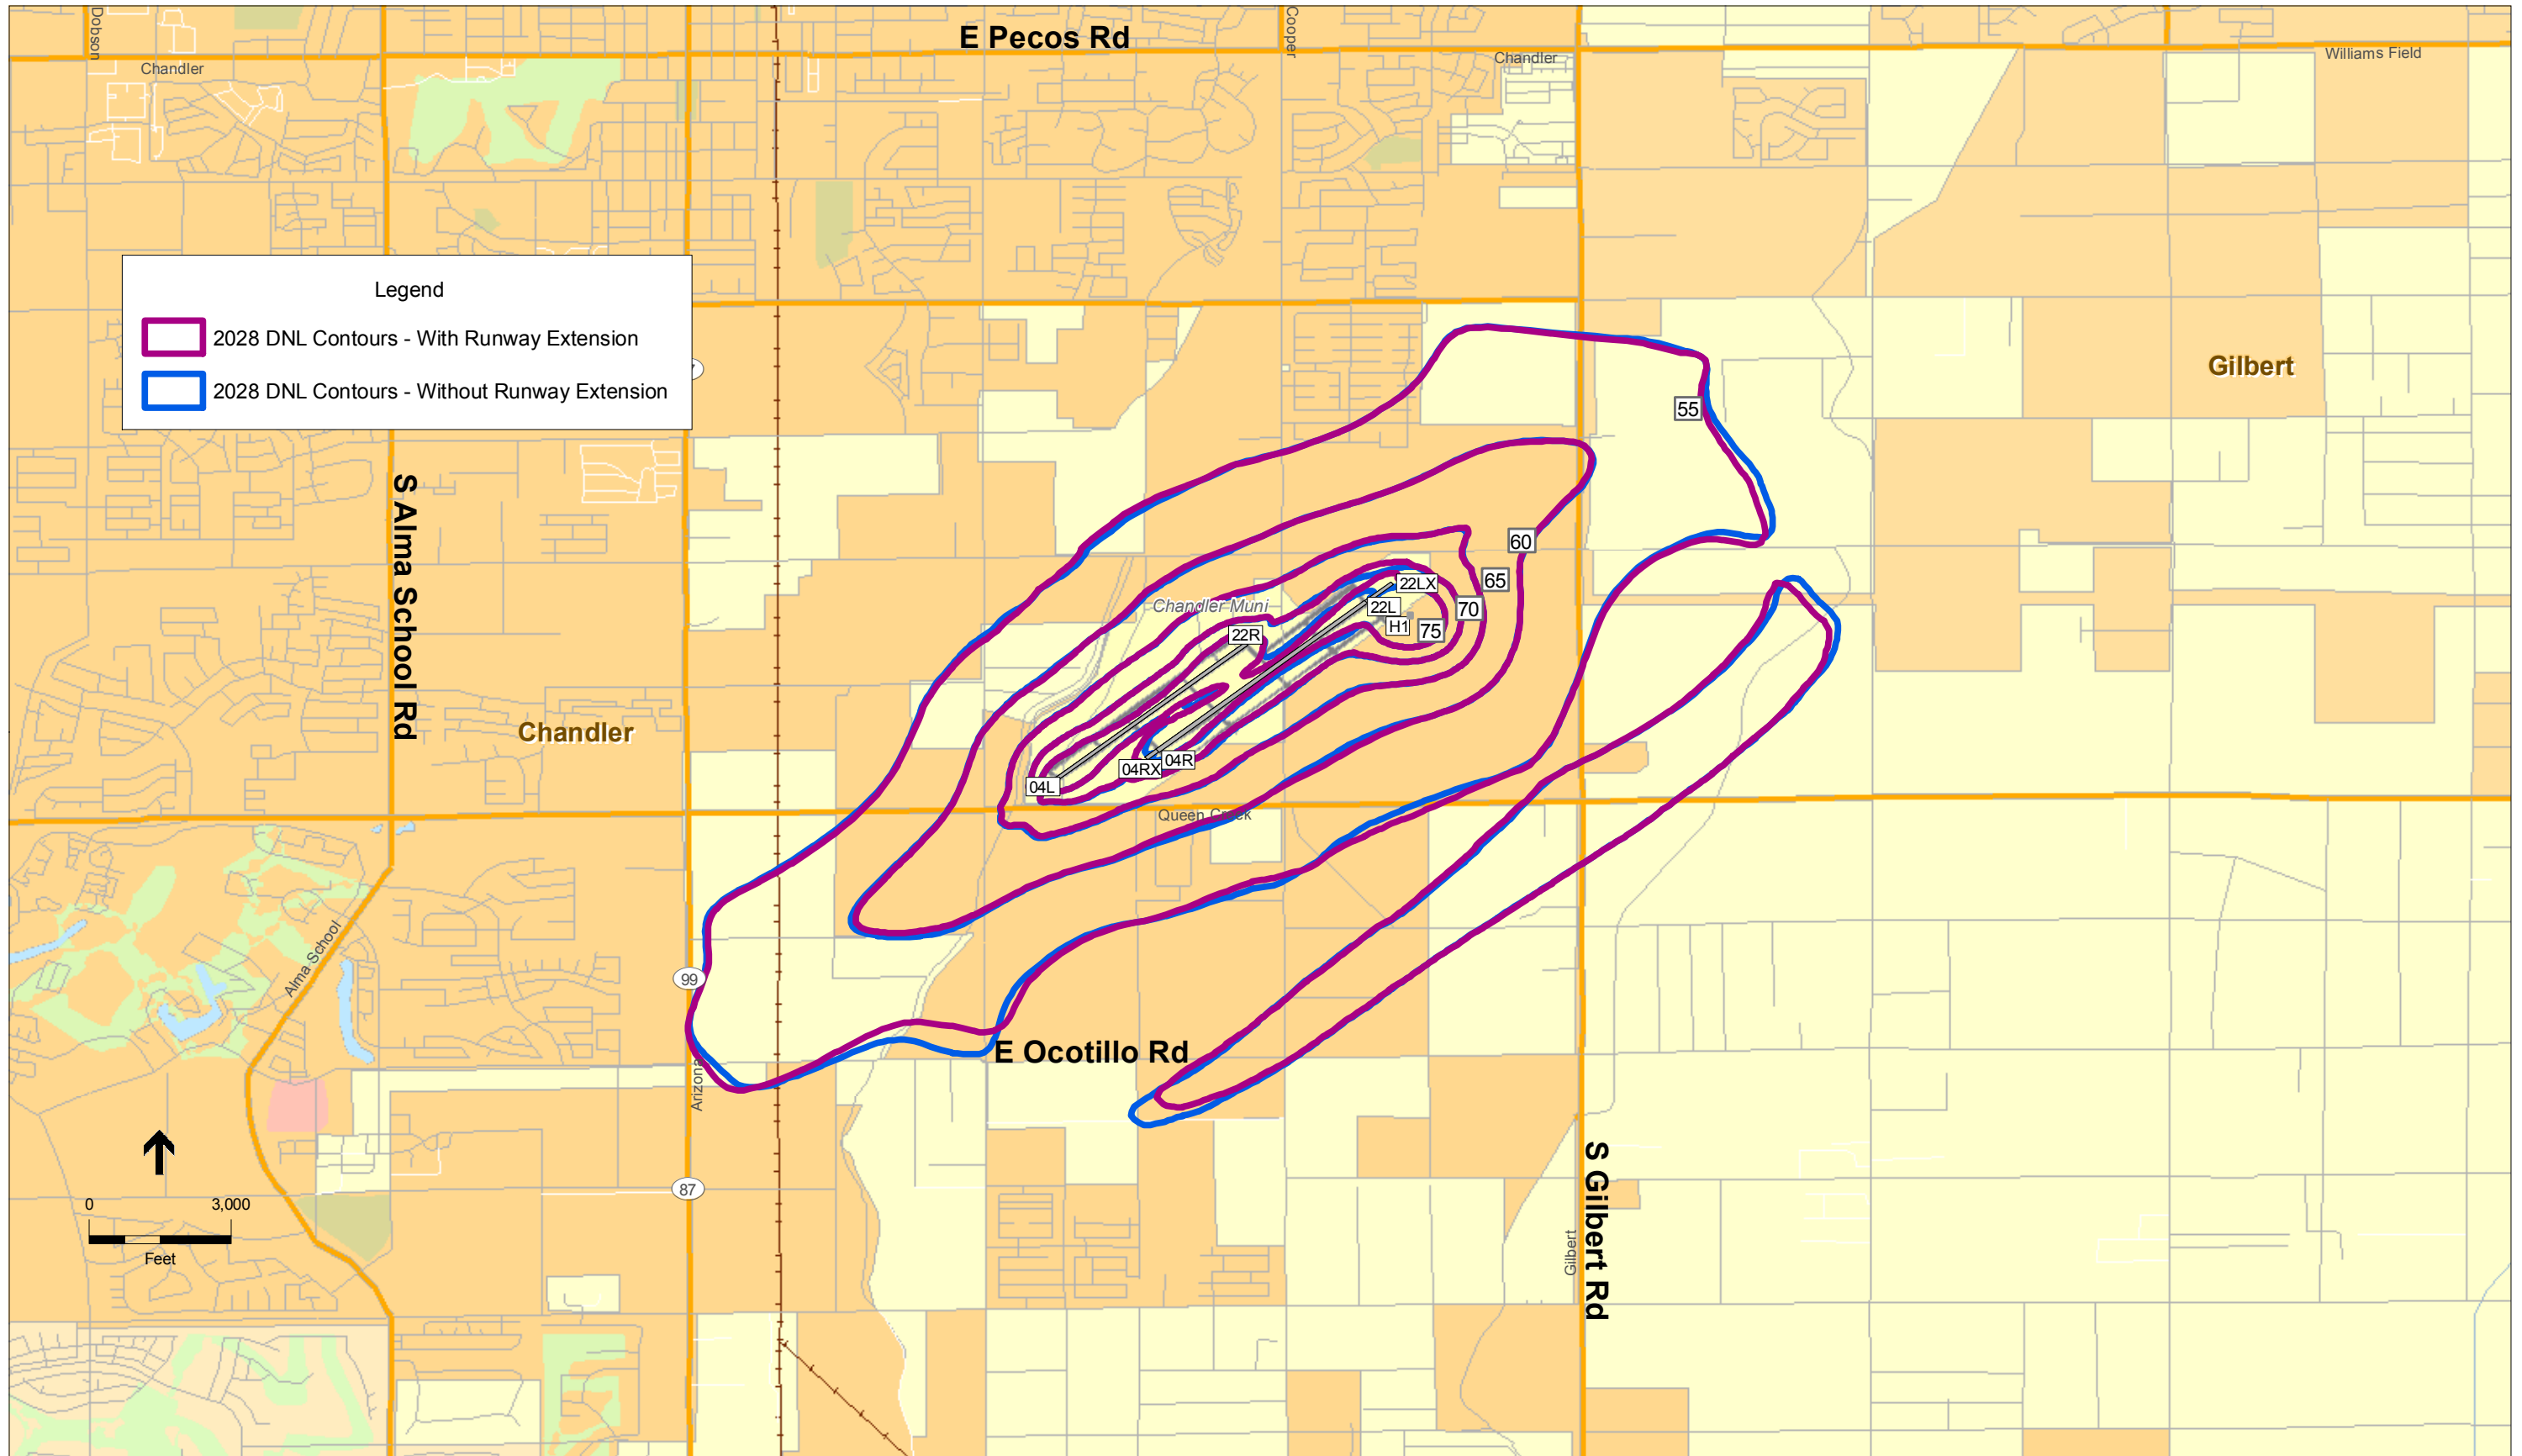 E Pecos Rd
Dobson
Cooper
Chandler
Chandler
Williams Field
Legend
2028 DNL Contours - With Runway Extension
2028 DNL Contours - Without Runway Extension
Gilbert
55
S Alma School Rd
60
65
70
75
22LX
22L
H1
Chandler Muni
22R
Chandler
04RX
04R
04L
Queen Creek
Alma School
99
E Ocotillo Rd
Arizona
87
S Gilbert Rd
Gilbert
0
3,000
Feet